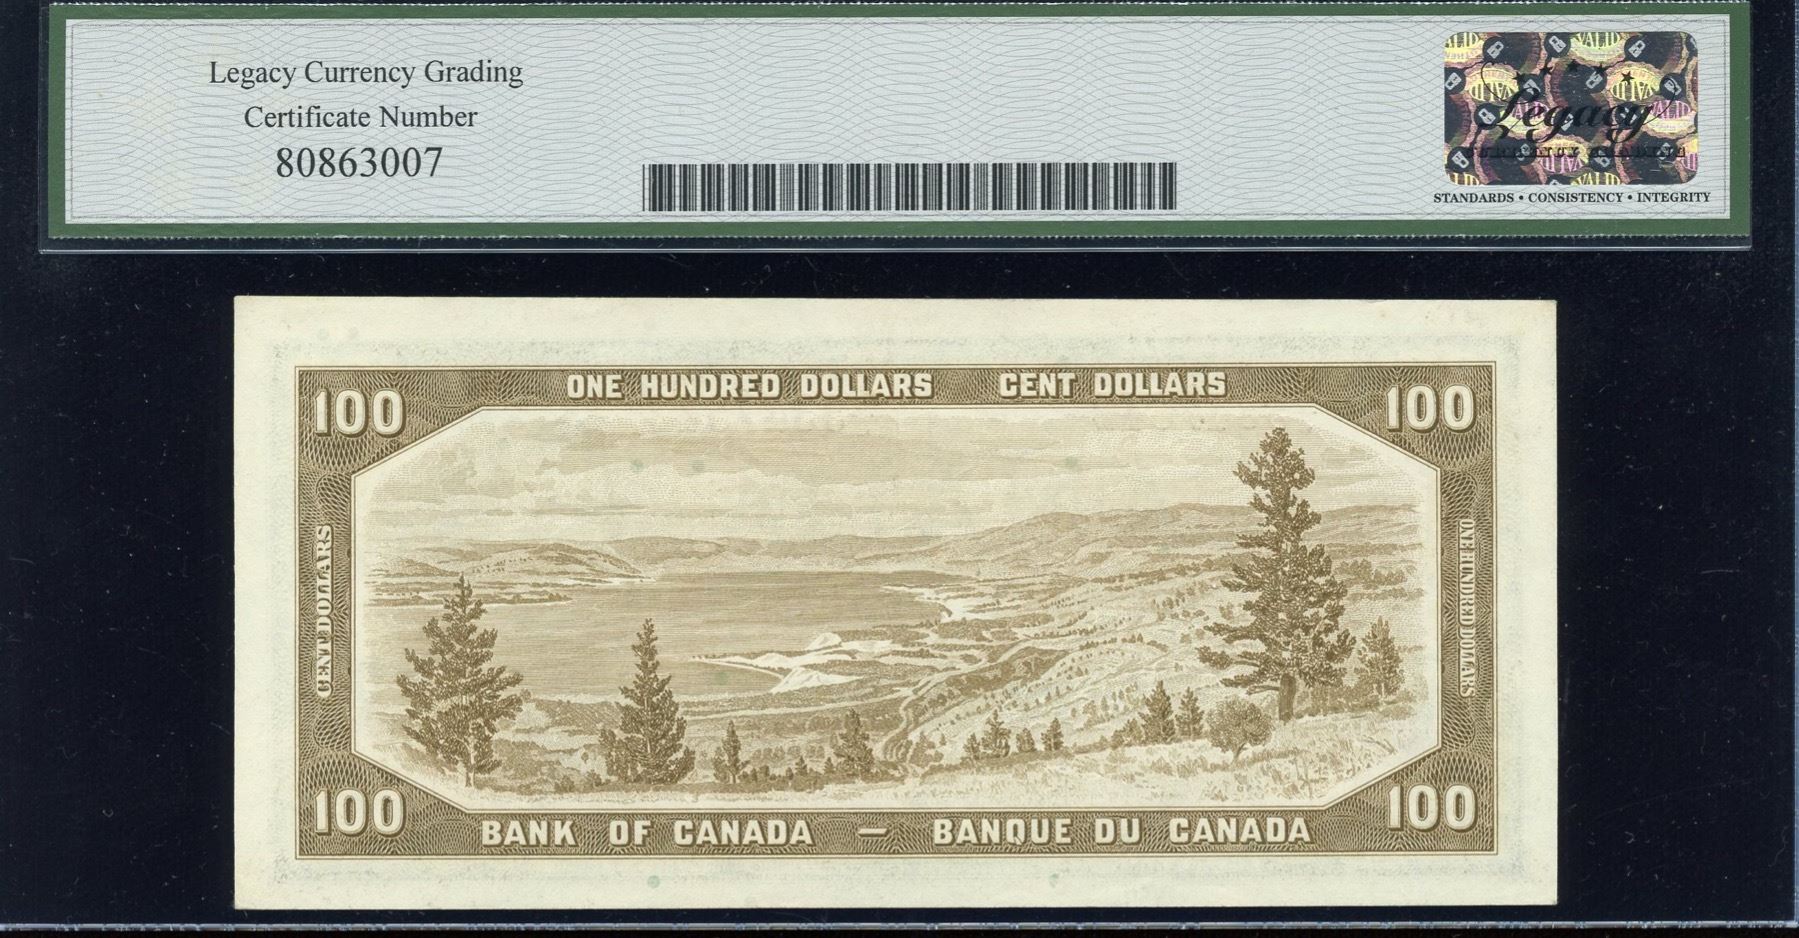 Legacy Currency Grading
Certificate Number
80863007
Legacy
STANDARDS • CONSISTENCY • INTEGRITY
100
ONE HUNDRED DOLLARS CENT DOLLARS
100
CENT DOLLARS
ONE HUNDRED DOLLARS
100
BANK OF CANADA — BANQUE DU CANADA
100